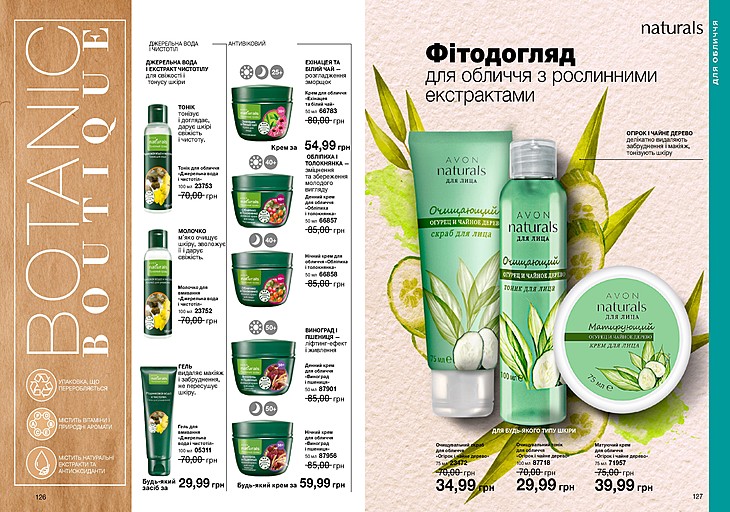 BOTANIC
BOUTIQUE
УПАКОВКА, ЩО
ПЕРЕРОБЛЯЄТЬСЯ
МІСТИТЬ ВІТАМІНИ І
ПРИРОДНІ АРОМАТИ
МІСТИТЬ НАТУРАЛЬНІ
ЕКСТРАКТИ ТА
АНТИОКСИДАНТИ
126
ДЖЕРЕЛЬНА ВОДА
І ЧИСТОТІЛ
ДЖЕРЕЛЬНА ВОДА
І ЕКСТРАКТ ЧИСТОТІЛУ
для свіжості і
тонусу шкіри
ТОНІК
тонізує
і доглядає,
дарує шкірі
свіжість
і чистоту.
Тонік для обличчя
«Джерельна вода
і чистотіл»
100 мл 23753
70,00 грн
МОЛОЧКО
м'яко очищує
шкіру, зволожує
її і дарує
свіжість.
Молочко для
вмивання
«Джерельна вода
і чистотіл»
100 мл 23752
70,00 грн
ГЕЛЬ
видаляє макіяж
і забруднення,
не пересушує
шкіру.
Гель для
вмивання
«Джерельна
вода і чистотіл»
100 мл 05311
70,00 грн
Будь-який
засіб за 29,99 грн
АНТИВІКОВИЙ
25+
ЕХІНАЦЕЯ ТА
БІЛИЙ ЧАЙ —
розгладження
зморщок
Крем для обличчя
«Ехінацея
та білий чай»
50 мл 66783
80,00 грн
Крем за 54,99 грн
40+
ОБЛІПИХА І
ТОЛОКНЯНКА —
зміцнення
та збереження
молодого
вигляду
Денний крем
для обличчя
«Обліпиха
і толокнянка»
50 мл 66857
85,00 грн
40+
Нічний крем для
обличчя «Обліпиха
і толокнянка»
50 мл 66858
85,00 грн
50+
ВИНОГРАД І
ПШЕНИЦЯ —
ліфтинг-ефект
і живлення
Денний крем
для обличчя
«Виноград
і пшениця»
50 мл 87901
85,00 грн
50+
Нічний крем
для обличчя
«Виноград
і пшениця»
50 мл 87956
85,00 грн
Будь-який крем за 59,99 грн
naturals
ДЛЯ ОБЛИЧЧЯ
Фітодогляд
для обличчя з рослинними
екстрактами
ОГІРОК І ЧАЙНЕ ДЕРЕВО
делікатно видаляють
забруднення і макіяж,
тонізують шкіру
AVON
naturals
ДЛЯ ЛИЦА
Очищающий
ОГУРЕЦ И ЧАЙНОЕ ДЕРЕВО
скраб для лица
75 мл ℮
AVON
naturals
ДЛЯ ЛИЦА
Очищающий
ОГУРЕЦ И ЧАЙНОЕ ДЕРЕВО
тоник для лица
100 мл
AVON
naturals
ДЛЯ ЛИЦА
Матирующий
ОГУРЕЦ И ЧАЙНОЕ ДЕРЕВО
КРЕМ ДЛЯ ЛИЦА
75 мл ℮
ДЛЯ БУДЬ-ЯКОГО ТИПУ ШКІРИ
Очищувальний скраб
для обличчя
«Огірок і чайне дерево»
75 мл 23472
70,00 грн
34,99 грн
Очищувальний тонік
для обличчя
«Огірок і чайне дерево»
100 мл 87718
70,00 грн
29,99 грн
Матуючий крем
для обличчя
«Огірок і чайне дерево»
75 мл 71957
75,00 грн
39,99 грн
127